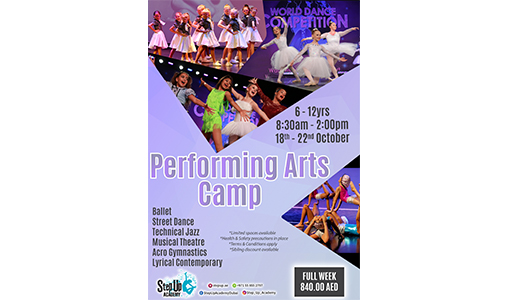 WORLD DANCE
COMPETITION
6 - 12yrs
8:30am - 2:00pm
18th - 22nd October
Performing Arts
Camp
Ballet
Street Dance
Technical Jazz
Musical Theatre
Acro Gymnastics
Lyrical Contemporary
*Limited spaces available
*Health & Safety precautions in place
*Terms & Conditions apply
*Sibling discount available
StepUp
ACADEMY
FULL WEEK
840.00 AED